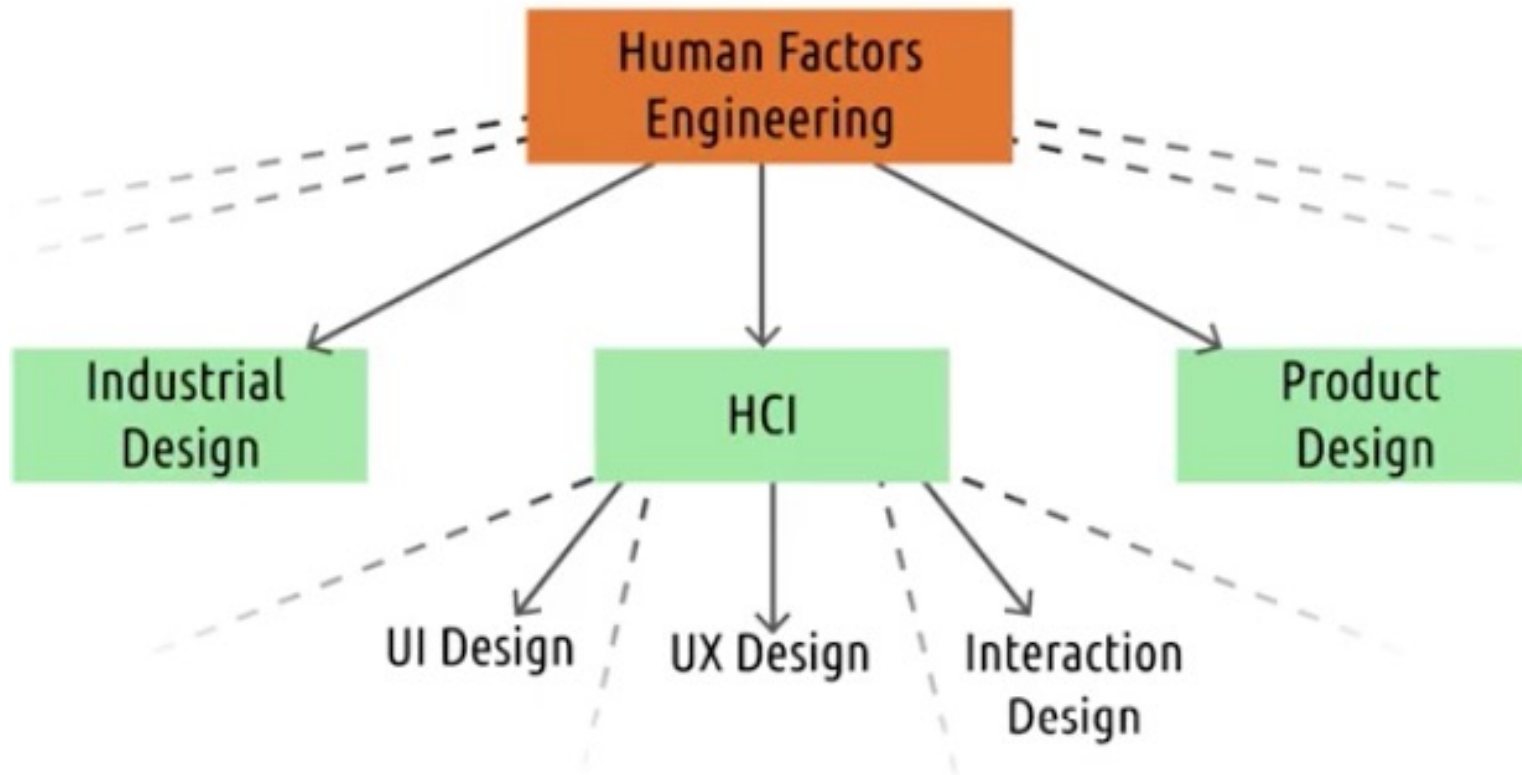 Human Factors
Engineering
Industrial
Design
HCI
Product
Design
UI Design
UX Design
Interaction
Design